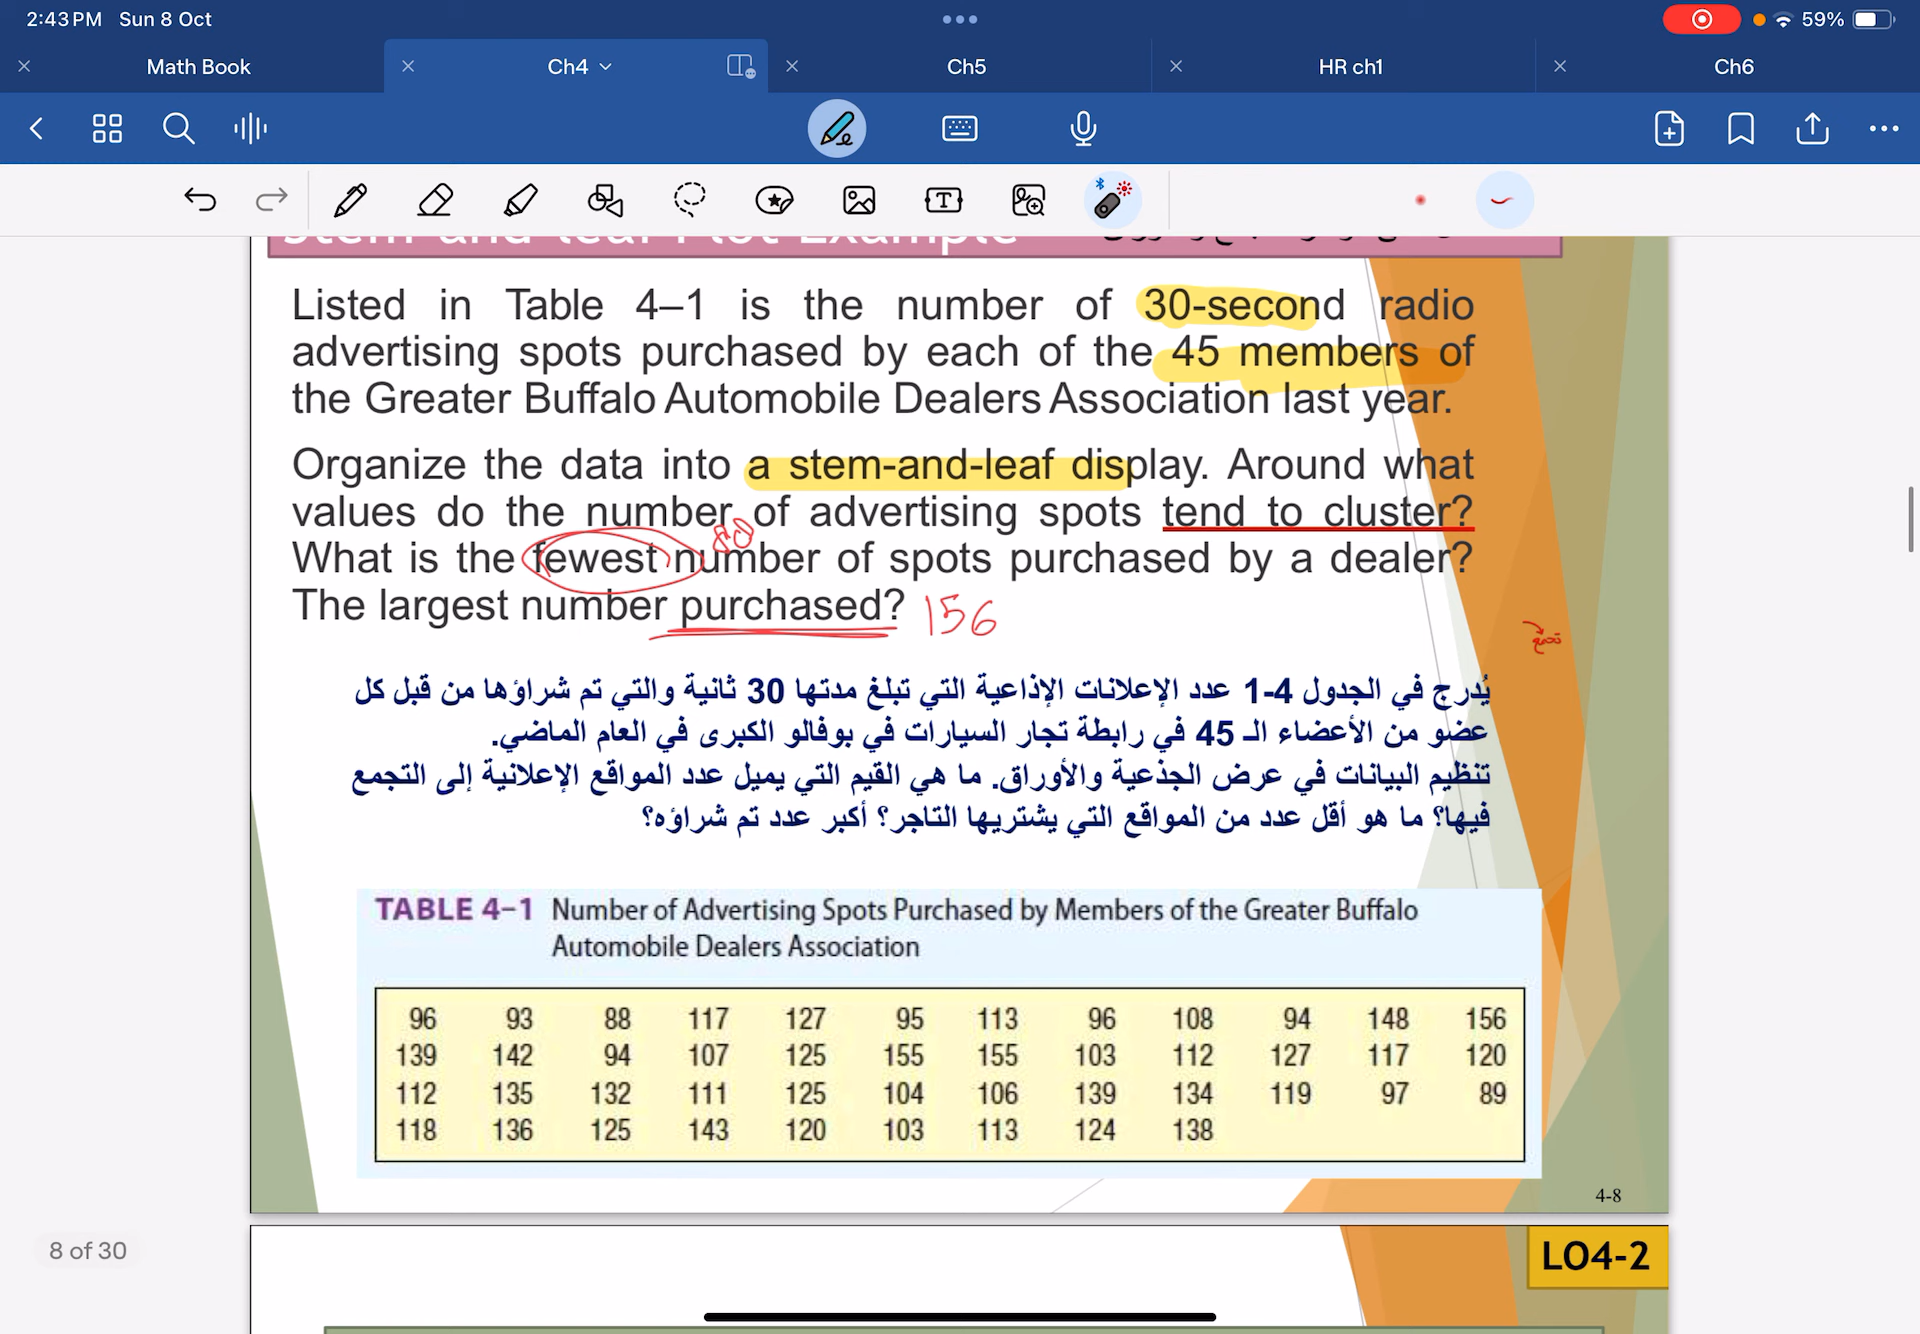 2:43 PM Sun 8 Oct
59%
Math Book
Ch4
Ch5
HR ch1
Ch6
Stem-and-leaf Plot Example
Listed in Table 4–1 is the number of 30-second radio
advertising spots purchased by each of the 45 members of
the Greater Buffalo Automobile Dealers Association last year.
Organize the data into a stem-and-leaf display. Around what
values do the number of advertising spots tend to cluster?
What is the fewest number of spots purchased by a dealer?
The largest number purchased? 156
تجمع
يُدرج في الجدول 4-1 عدد الإعلانات الإذاعية التي تبلغ مدتها 30 ثانية والتي تم شراؤها من قبل كل
عضو من الأعضاء الـ 45 في رابطة تجار السيارات في بوفالو الكبرى في العام الماضي.
تنظيم البيانات في عرض الجذعية والأوراق. ما هي القيم التي يميل عدد المواقع الإعلانية إلى التجمع
فيها؟ ما هو أقل عدد من المواقع التي يشتريها التاجر؟ أكبر عدد تم شراؤه؟
TABLE 4–1 Number of Advertising Spots Purchased by Members of the Greater Buffalo
Automobile Dealers Association
96 93 88 117 127 95 113 96 108 94 148 156
139 142 94 107 125 155 155 103 112 127 117 120
112 135 132 111 125 104 106 139 134 119 97 89
118 136 125 143 120 103 113 124 138
4-8
8 of 30
LO4-2